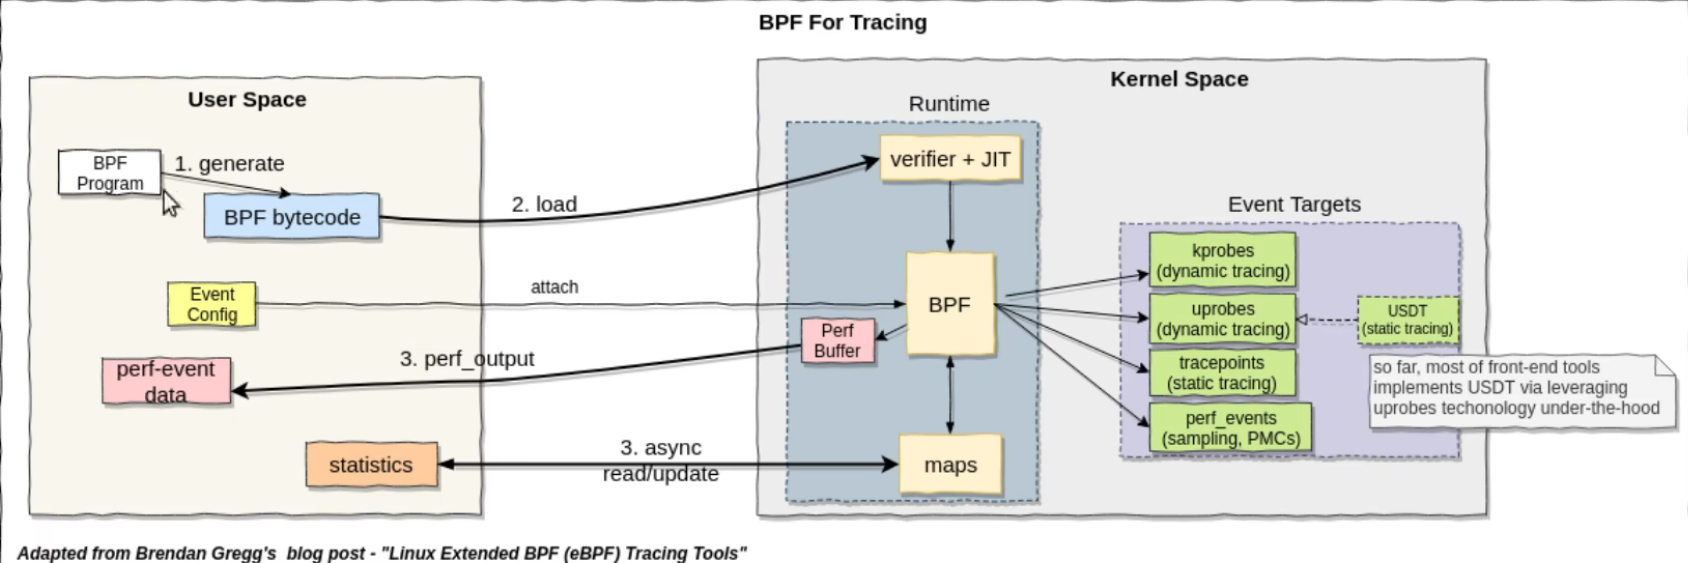 BPF For Tracing
User Space
BPF
Program
1. generate
BPF bytecode
2. load
Event
Config
attach
3. perf_output
perf-event
data
statistics
3. async
read/update
Kernel Space
Runtime
verifier + JIT
BPF
Perf
Buffer
maps
Event Targets
kprobes
(dynamic tracing)
uprobes
(dynamic tracing)
USDT
(static tracing)
tracepoints
(static tracing)
perf_events
(sampling, PMCs)
so far, most of front-end tools
implements USDT via leveraging
uprobes techonology under-the-hood
Adapted from Brendan Gregg's  blog post - "Linux Extended BPF (eBPF) Tracing Tools"